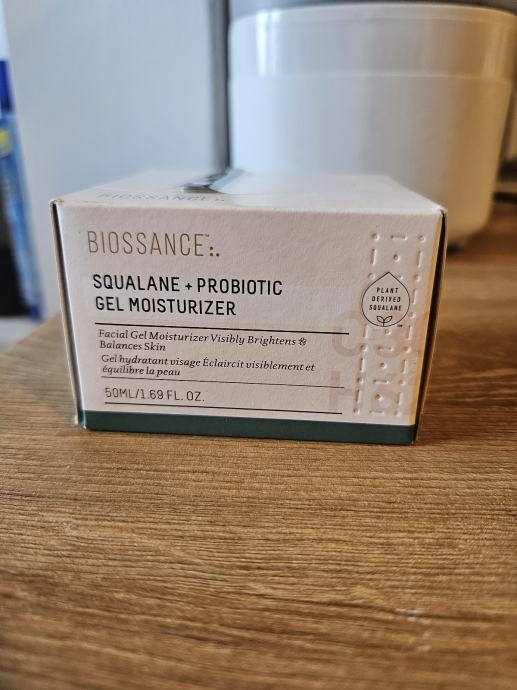 BIOSSANCE
BIOSSANCE™
SQUALANE + PROBIOTIC
GEL MOISTURIZER
Facial Gel Moisturizer Visibly Brightens &
Balances Skin
Gel hydratant visage Éclaircit visiblement et
équilibre la peau
50ML/1.69 FL. OZ.
PLANT
DERIVED
SQUALANE